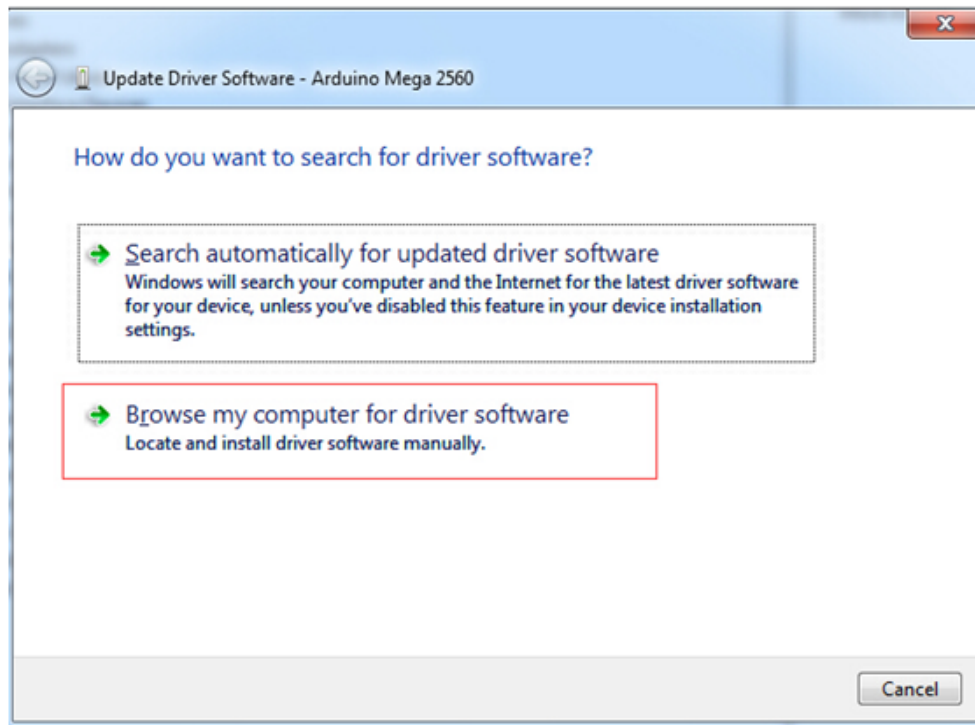 Update Driver Software - Arduino Mega 2560
How do you want to search for driver software?
Search automatically for updated driver software
Windows will search your computer and the Internet for the latest driver software
for your device, unless you've disabled this feature in your device installation
settings.
Browse my computer for driver software
Locate and install driver software manually.
Cancel